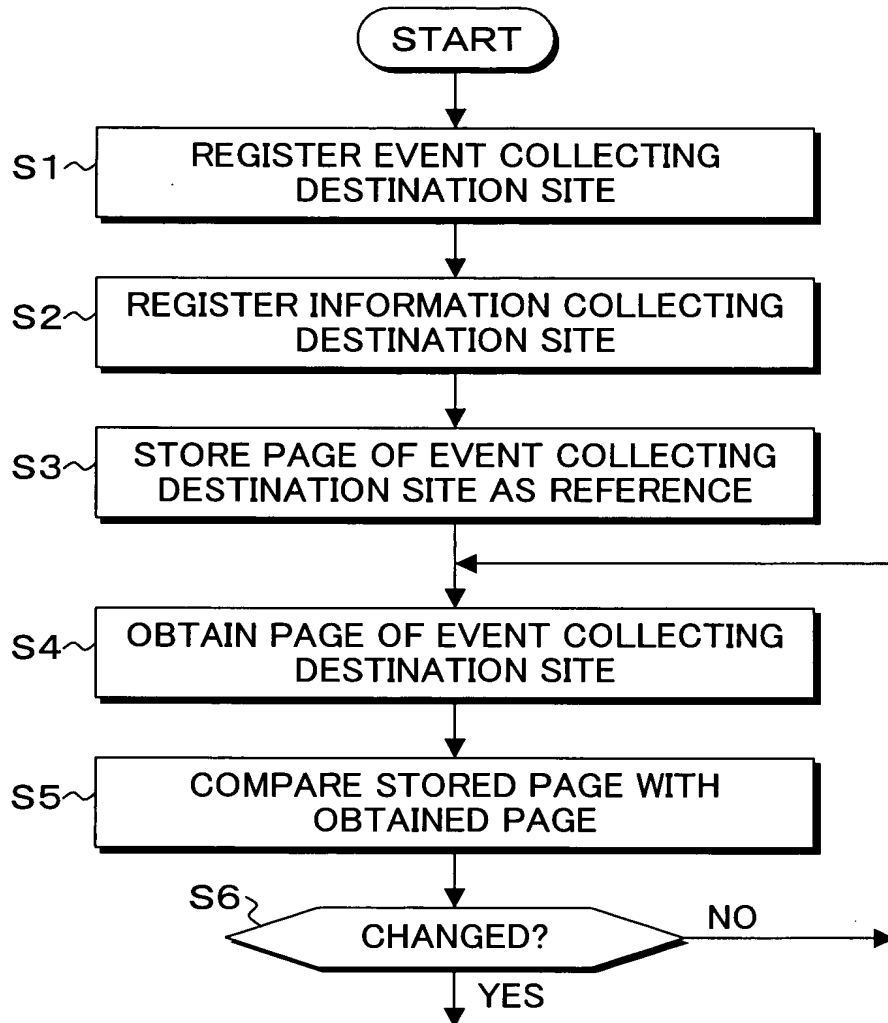 START
S1
REGISTER EVENT COLLECTING
DESTINATION SITE
S2
REGISTER INFORMATION COLLECTING
DESTINATION SITE
S3
STORE PAGE OF EVENT COLLECTING
DESTINATION SITE AS REFERENCE
S4
OBTAIN PAGE OF EVENT COLLECTING
DESTINATION SITE
S5
COMPARE STORED PAGE WITH
OBTAINED PAGE
S6
CHANGED?
NO
YES